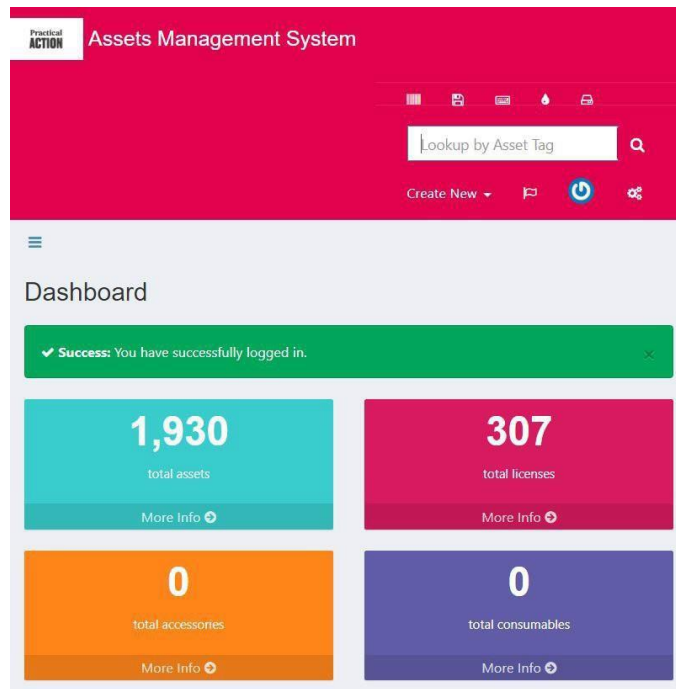 Practical
ACTION
Assets Management System
Lookup by Asset Tag
Create New
Dashboard
Success: You have successfully logged in.
×
1,930
total assets
More Info
307
total licenses
More Info
0
total accessories
More Info
0
total consumables
More Info